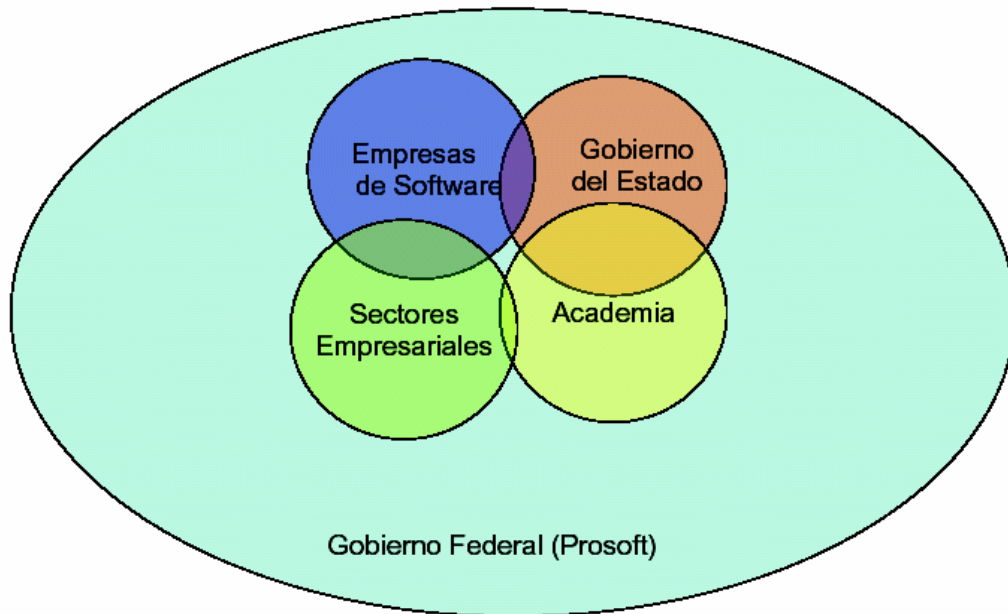 Empresas
de Software
Gobierno
del Estado
Sectores
Empresariales
Academia
Gobierno Federal (Prosoft)